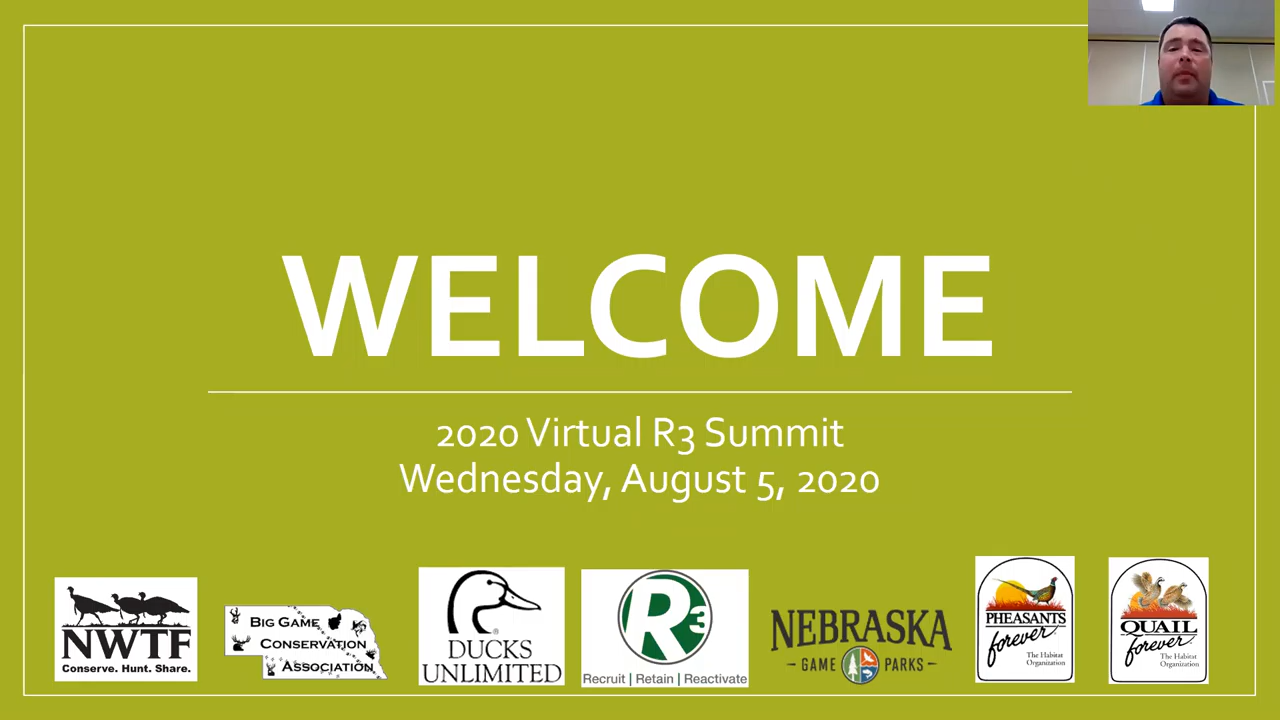 WELCOME
2020 Virtual R3 Summit
Wednesday, August 5, 2020
NWTF
Conserve. Hunt. Share.
BIG GAME
CONSERVATION
ASSOCIATION
DUCKS
UNLIMITED
®
R3
Recruit | Retain | Reactivate
NEBRASKA
GAME PARKS
PHEASANTS
forever
The Habitat
Organization
QUAIL
forever
The Habitat
Organization